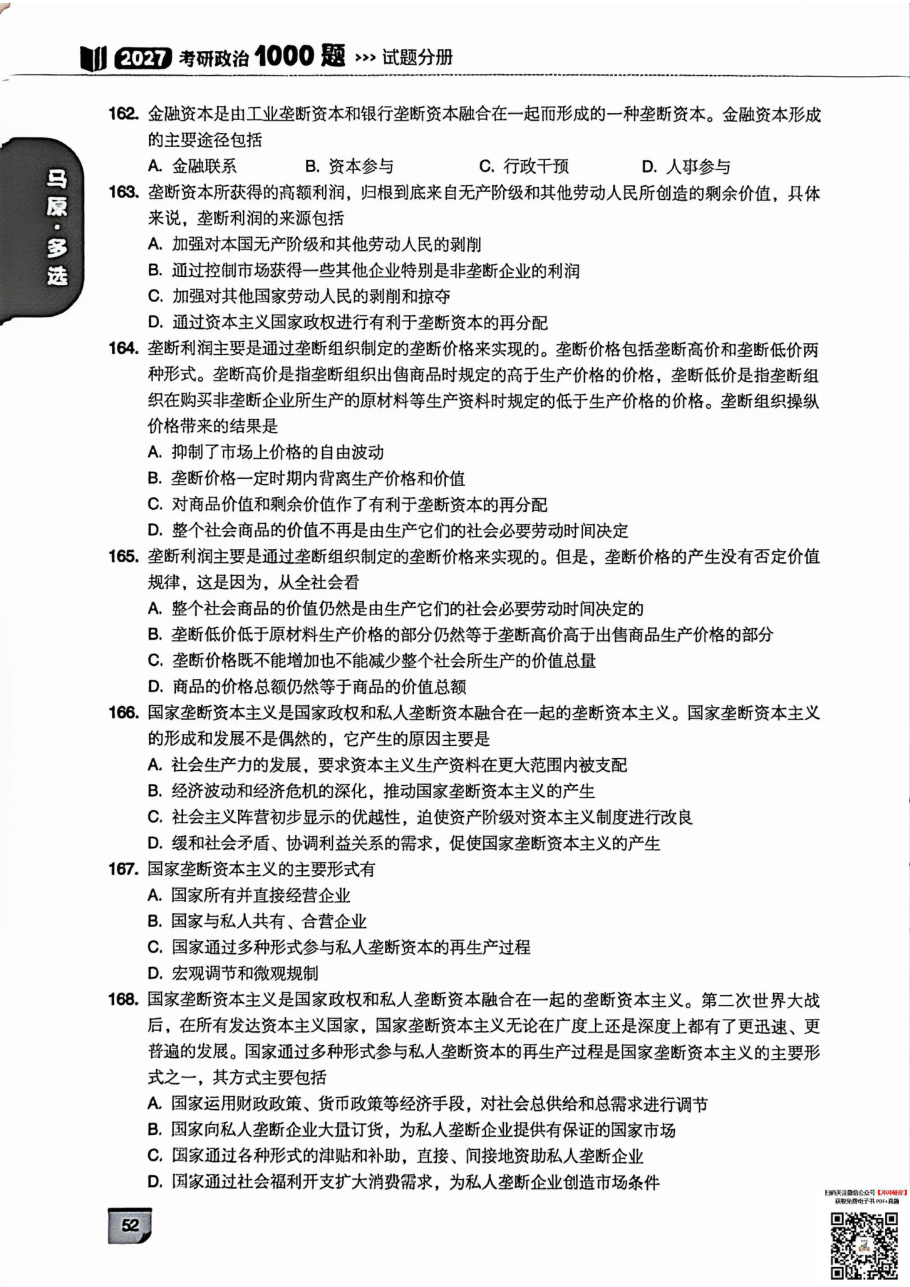 2027 考研政治1000题 >>> 试题分册
马原·多选
162. 金融资本是由工业垄断资本和银行垄断资本融合在一起而形成的一种垄断资本。金融资本形成
的主要途径包括
A. 金融联系 B. 资本参与 C. 行政干预 D. 人事参与
163. 垄断资本所获得的高额利润，归根到底来自无产阶级和其他劳动人民所创造的剩余价值，具体
来说，垄断利润的来源包括
A. 加强对本国无产阶级和其他劳动人民的剥削
B. 通过控制市场获得一些其他企业特别是非垄断企业的利润
C. 加强对其他国家劳动人民的剥削和掠夺
D. 通过资本主义国家政权进行有利于垄断资本的再分配
164. 垄断利润主要是通过垄断组织制定的垄断价格来实现的。垄断价格包括垄断高价和垄断低价两
种形式。垄断高价是指垄断组织出售商品时规定的高于生产价格的价格，垄断低价是指垄断组
织在购买非垄断企业所生产的原材料等生产资料时规定的低于生产价格的价格。垄断组织操纵
价格带来的结果是
A. 抑制了市场上价格的自由波动
B. 垄断价格一定时期内背离生产价格和价值
C. 对商品价值和剩余价值作了有利于垄断资本的再分配
D. 整个社会商品的价值不再是由生产它们的社会必要劳动时间决定
165. 垄断利润主要是通过垄断组织制定的垄断价格来实现的。但是，垄断价格的产生没有否定价值
规律，这是因为，从全社会看
A. 整个社会商品的价值仍然是由生产它们的社会必要劳动时间决定的
B. 垄断低价低于原材料生产价格的部分仍然等于垄断高价高于出售商品生产价格的部分
C. 垄断价格既不能增加也不能减少整个社会所生产的价值总量
D. 商品的价格总额仍然等于商品的价值总额
166. 国家垄断资本主义是国家政权和私人垄断资本融合在一起的垄断资本主义。国家垄断资本主义
的形成和发展不是偶然的，它产生的原因主要是
A. 社会生产力的发展，要求资本主义生产资料在更大范围内被支配
B. 经济波动和经济危机的深化，推动国家垄断资本主义的产生
C. 社会主义阵营初步显示的优越性，迫使资产阶级对资本主义制度进行改良
D. 缓和社会矛盾、协调利益关系的需求，促使国家垄断资本主义的产生
167. 国家垄断资本主义的主要形式有
A. 国家所有并直接经营企业
B. 国家与私人共有、合营企业
C. 国家通过多种形式参与私人垄断资本的再生产过程
D. 宏观调节和微观规制
168. 国家垄断资本主义是国家政权和私人垄断资本融合在一起的垄断资本主义。第二次世界大战
后，在所有发达资本主义国家，国家垄断资本主义无论在广度上还是深度上都有了更迅速、更
普遍的发展。国家通过多种形式参与私人垄断资本的再生产过程是国家垄断资本主义的主要形
式之一，其方式主要包括
A. 国家运用财政政策、货币政策等经济手段，对社会总供给和总需求进行调节
B. 国家向私人垄断企业大量订货，为私人垄断企业提供有保证的国家市场
C. 国家通过各种形式的津贴和补助，直接、间接地资助私人垄断企业
D. 国家通过社会福利开支扩大消费需求，为私人垄断企业创造市场条件
52
扫码关注微信公众号
获取免费电子书PDF+真题